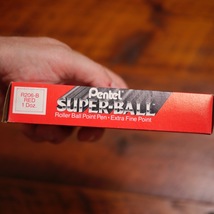 R206-B
RED
1 Doz.
Pentel
SUPER-BALL
Roller Ball Point Pen • Extra Fine Point